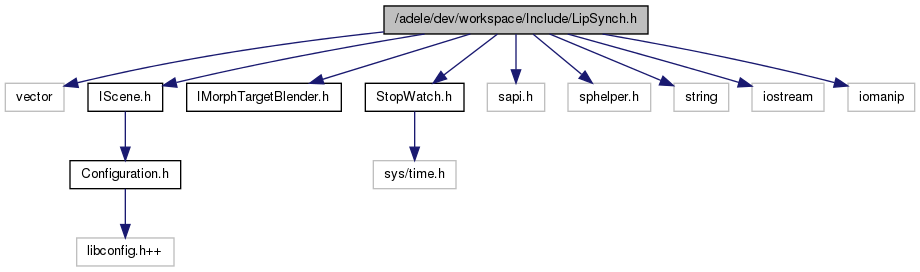 /adele/dev/workspace/Include/LipSynch.h
vector
IScene.h
IMorphTargetBlender.h
StopWatch.h
sapi.h
sphelper.h
string
iostream
iomanip
Configuration.h
sys/time.h
libconfig.h++